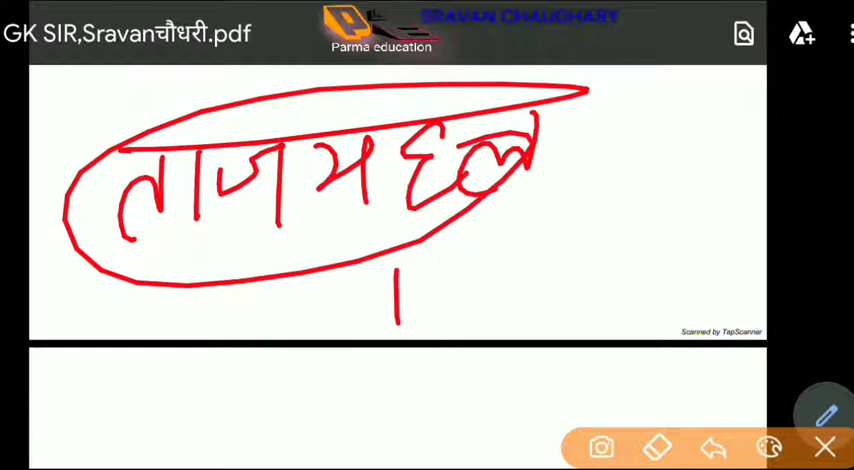 SRAVAN CHAUDHARY
GK SIR,Sravanचौधरी.pdf
Parma education
ताजमहल
Scanned by TapScanner